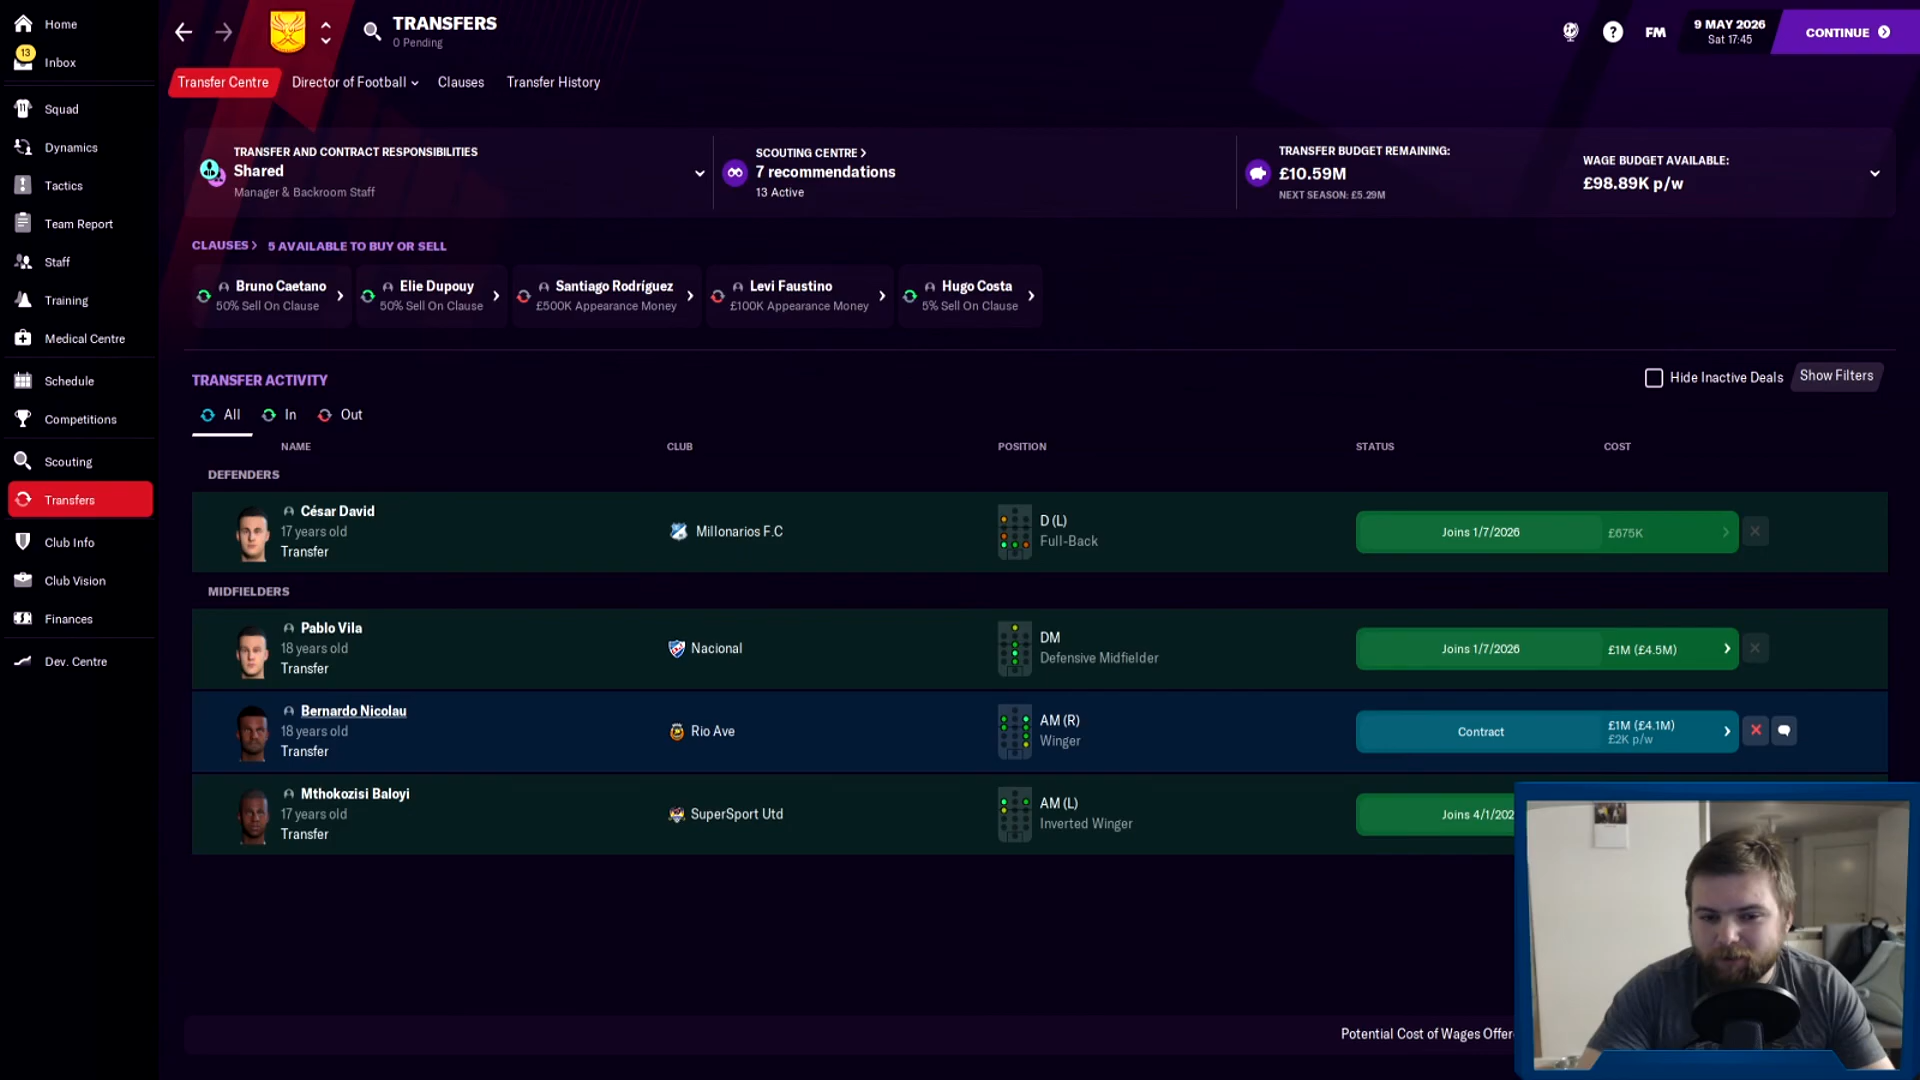 Home
13
Inbox
Squad
Dynamics
Tactics
Team Report
Staff
Training
Medical Centre
Schedule
Competitions
Scouting
Transfers
Club Info
Club Vision
Finances
Dev. Centre
TRANSFERS
0 Pending
FM
9 MAY 2026
Sat 17:45
CONTINUE
Transfer Centre
Director of Football
Clauses
Transfer History
TRANSFER AND CONTRACT RESPONSIBILITIES
Shared
Manager & Backroom Staff
SCOUTING CENTRE >
7 recommendations
13 Active
TRANSFER BUDGET REMAINING:
£10.59M
NEXT SEASON: £5.29M
WAGE BUDGET AVAILABLE:
£98.89K p/w
CLAUSES > 5 AVAILABLE TO BUY OR SELL
Bruno Caetano
50% Sell On Clause
Elie Dupouy
50% Sell On Clause
Santiago Rodríguez
£500K Appearance Money
Levi Faustino
£100K Appearance Money
Hugo Costa
5% Sell On Clause
TRANSFER ACTIVITY
Hide Inactive Deals
Show Filters
All
In
Out
NAME CLUB POSITION STATUS COST
DEFENDERS
César David
17 years old
Transfer
Millonarios F.C
D (L)
Full-Back
Joins 1/7/2026
£675K
MIDFIELDERS
Pablo Vila
18 years old
Transfer
Nacional
DM
Defensive Midfielder
Joins 1/7/2026
£1M (£4.5M)
Bernardo Nicolau
18 years old
Transfer
Rio Ave
AM (R)
Winger
Contract
£1M (£4.1M)
£2K p/w
Mthokozisi Baloyi
17 years old
Transfer
SuperSport Utd
AM (L)
Inverted Winger
Joins 4/1/202
Potential Cost of Wages Offer